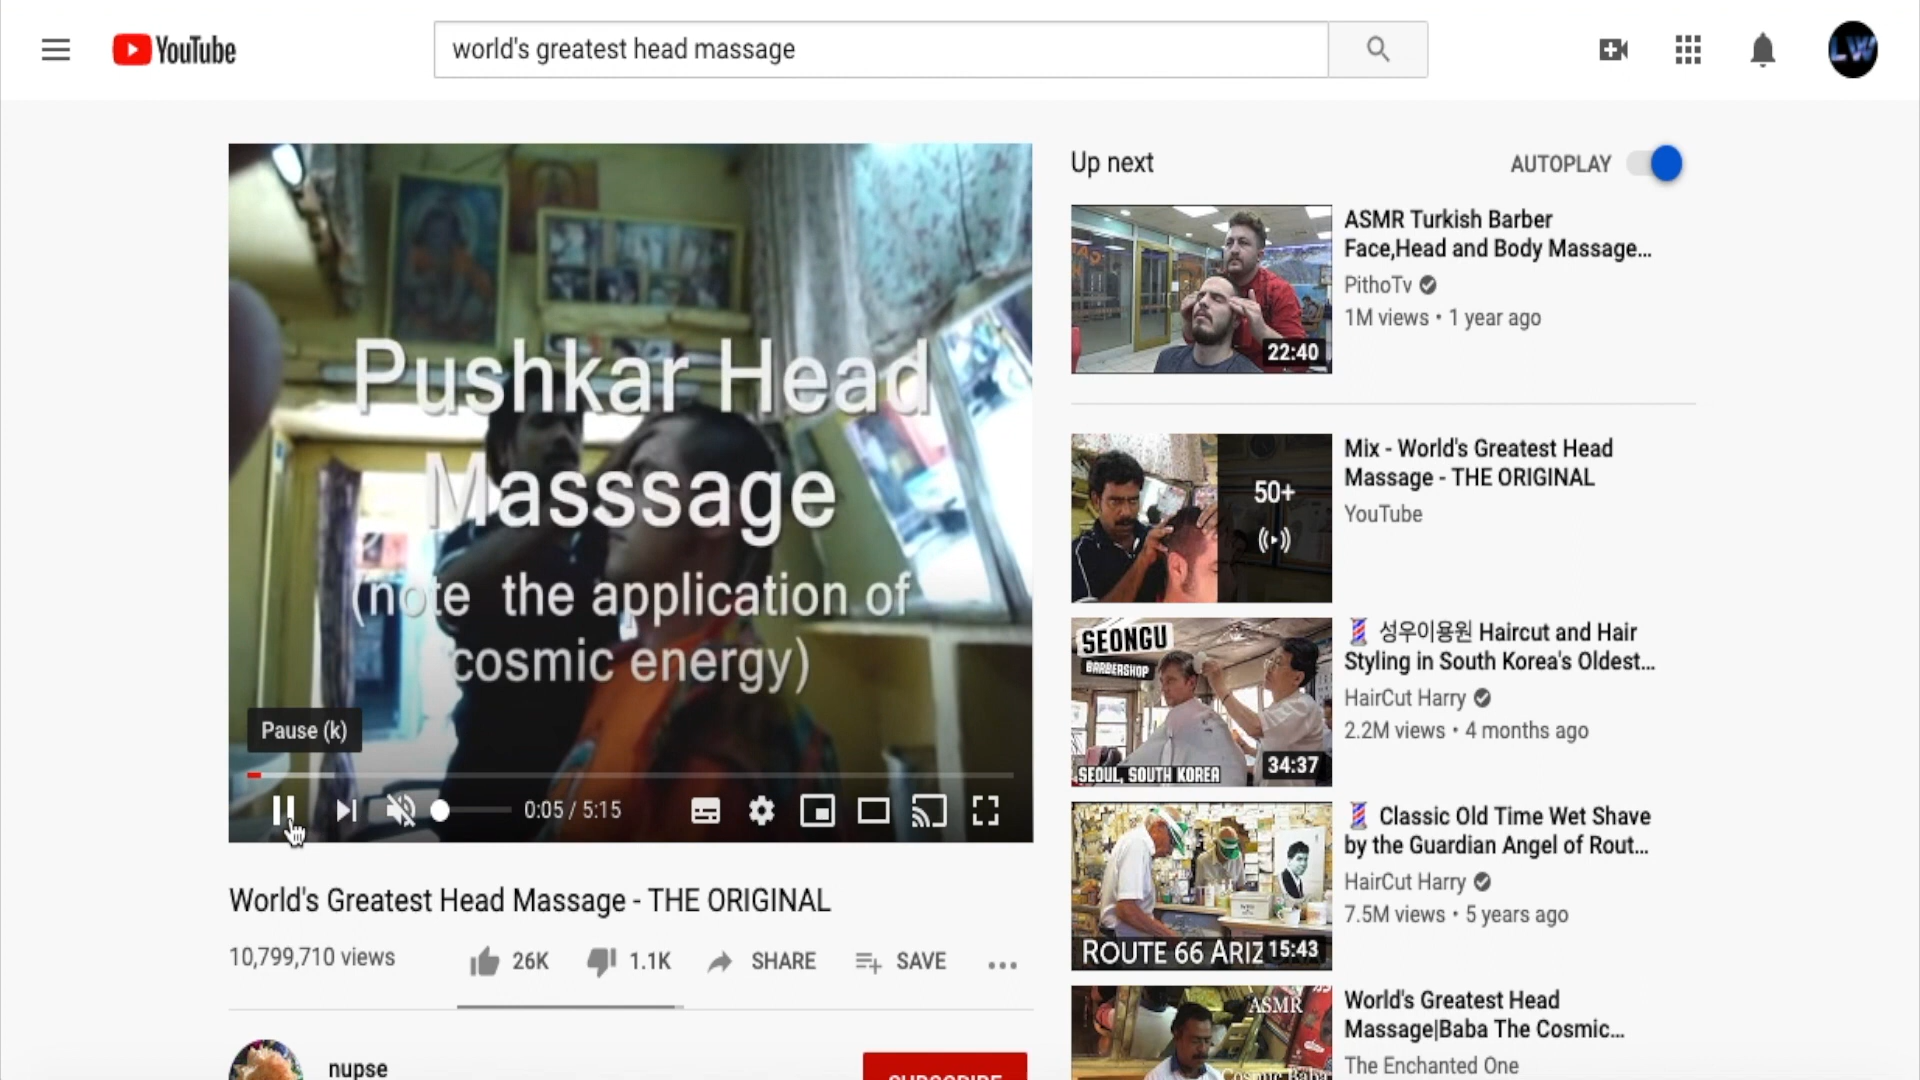 YouTube
world's greatest head massage
LW
Pushkar Head
Masssage
(note the application of
cosmic energy)
Pause (k)
0:05 / 5:15
World's Greatest Head Massage - THE ORIGINAL
10,799,710 views
26K
1.1K
SHARE
SAVE
nupse
SUBSCRIBE
Up next
AUTOPLAY
22:40
ASMR Turkish Barber
Face,Head and Body Massage...
PithoTv
1M views • 1 year ago
50+
Mix - World's Greatest Head
Massage - THE ORIGINAL
YouTube
SEONGU
BARBERSHOP
SEOUL, SOUTH KOREA
34:37
💈 성우이용원 Haircut and Hair
Styling in South Korea's Oldest...
HairCut Harry
2.2M views • 4 months ago
ROUTE 66 ARIZ
15:43
💈 Classic Old Time Wet Shave
by the Guardian Angel of Rout...
HairCut Harry
7.5M views • 5 years ago
ASMR
Cosmic Baba
World's Greatest Head
Massage|Baba The Cosmic...
The Enchanted One